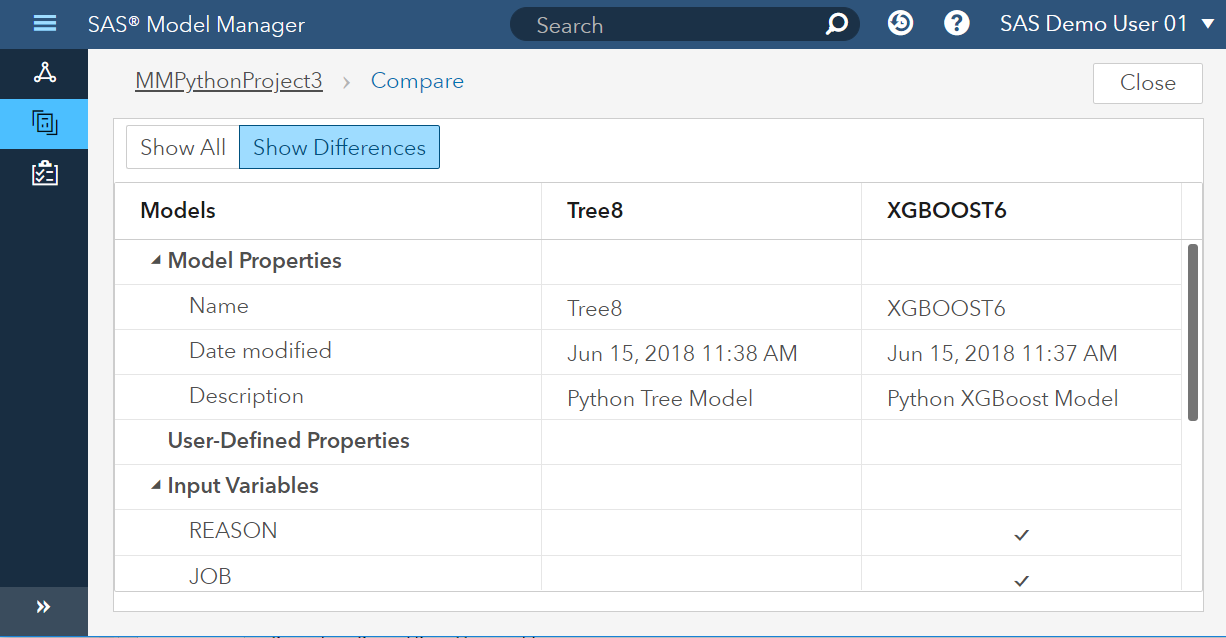 SAS® Model Manager Search SAS Demo User 01
MMPythonProject3 Compare Close
Show All Show Differences
Models Tree8 XGBOOST6
Model Properties
Name Tree8 XGBOOST6
Date modified Jun 15, 2018 11:38 AM Jun 15, 2018 11:37 AM
Description Python Tree Model Python XGBoost Model
User-Defined Properties
Input Variables
REASON
JOB